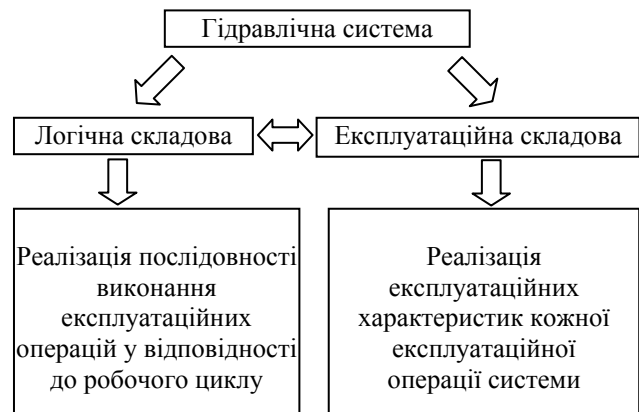 Гідравлічна система
Логічна складова
Експлуатаційна складова
Реалізація послідовності
виконання
експлуатаційних
операцій у відповідності
до робочого циклу
Реалізація
експлуатаційних
характеристик кожної
експлуатаційної
операції системи